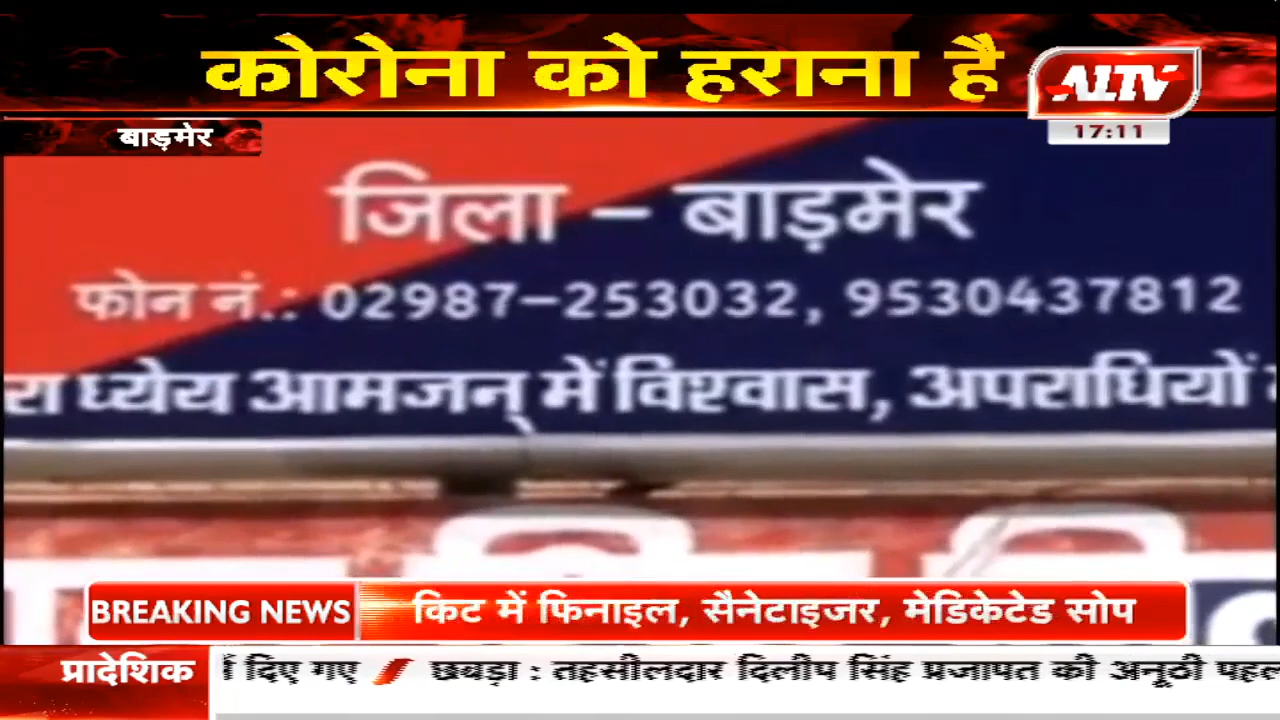 कोरोना को हराना है
ALTV
17:11
बाड़मेर
जिला – बाड़मेर
फोन नं.: 02987–253032, 9530437812
ध्येय आमजन् में विश्वास, अपराधियों
BREAKING NEWS किट में फिनाइल, सैनेटाइजर, मेडिकेटेड सोप
प्रादेशिक दिए गए छबड़ा : तहसीलदार दिलीप सिंह प्रजापत की अनूठी पहल